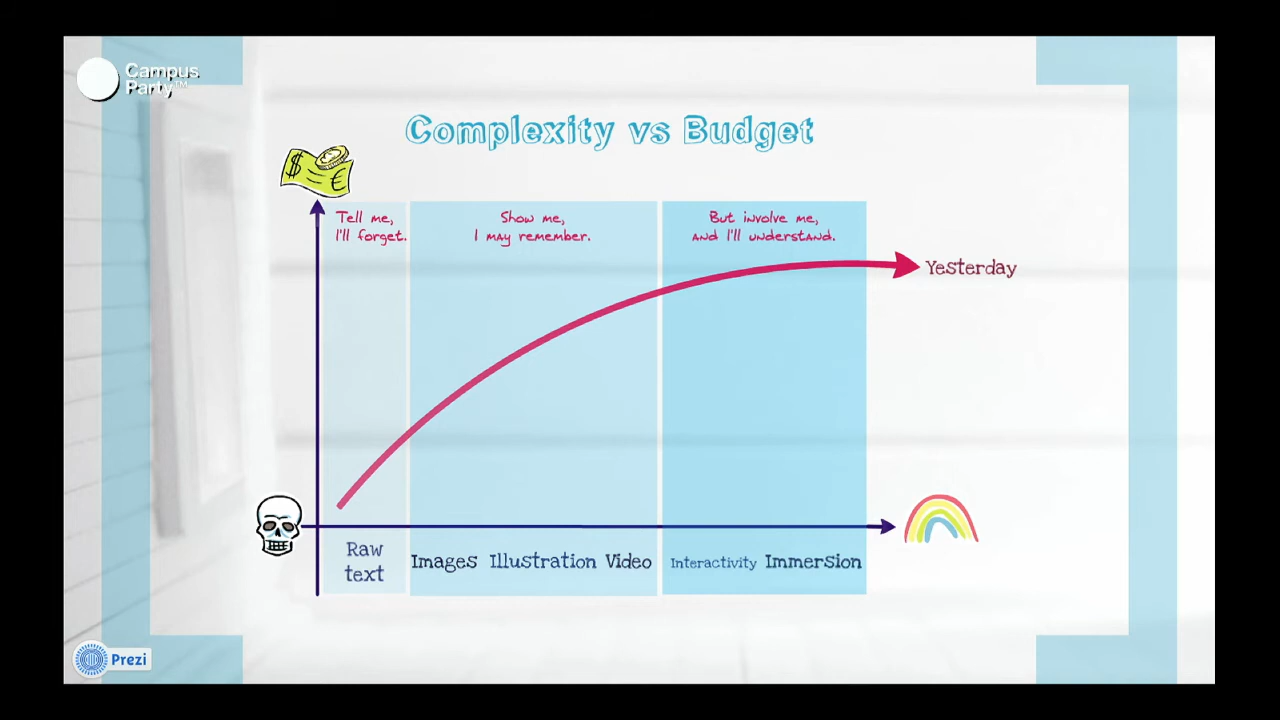 Campus
Party™
Complexity vs Budget
$ €
Tell me,
I'll forget.
Show me,
I may remember.
But involve me,
and I'll understand.
Yesterday
Raw
text
Images Illustration Video
Interactivity Immersion
Prezi